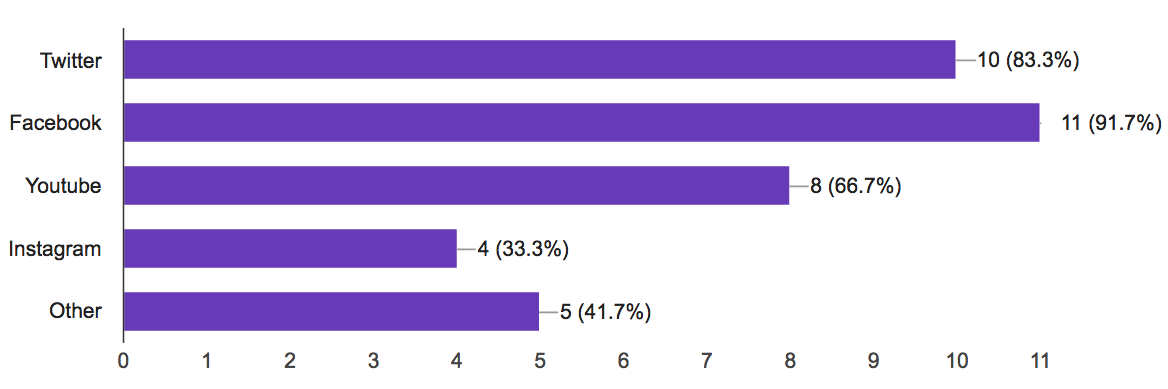 Twitter 10 (83.3%)
Facebook 11 (91.7%)
Youtube 8 (66.7%)
Instagram 4 (33.3%)
Other 5 (41.7%)
0 1 2 3 4 5 6 7 8 9 10 11